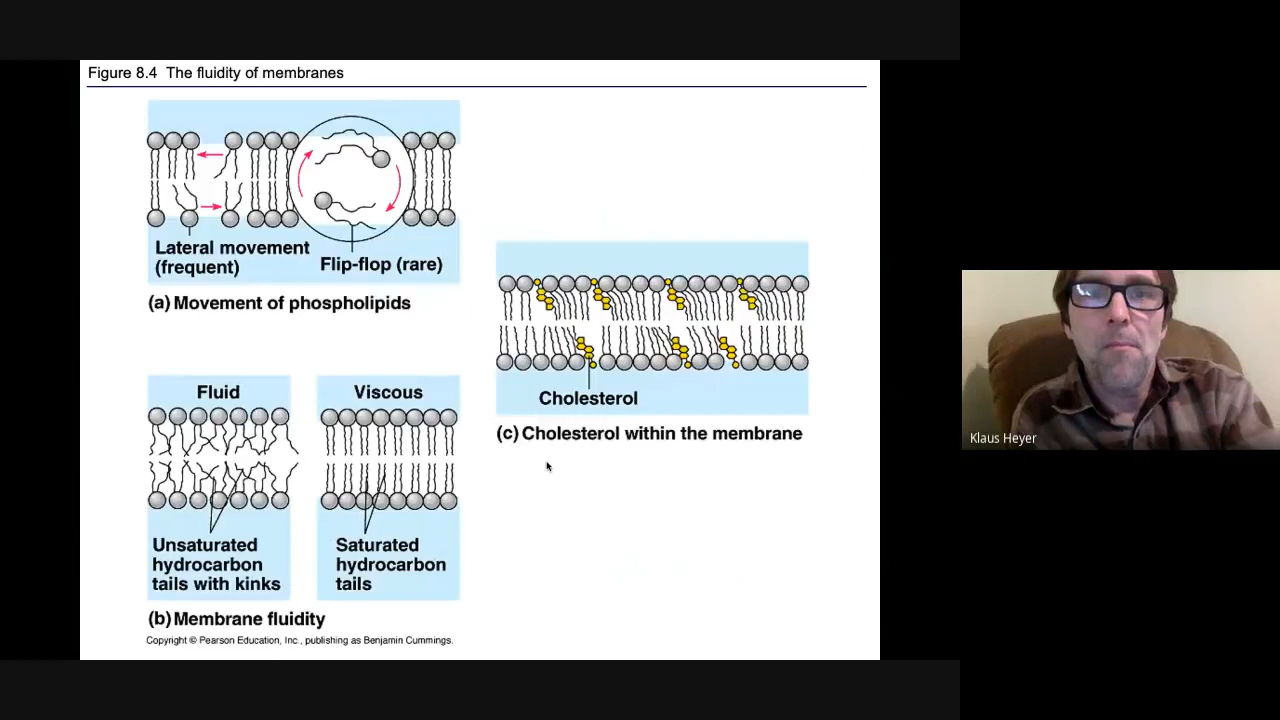 Figure 8.4 The fluidity of membranes
Lateral movement
(frequent)
Flip-flop (rare)
(a) Movement of phospholipids
Fluid
Viscous
Unsaturated
hydrocarbon
tails with kinks
Saturated
hydrocarbon
tails
(b) Membrane fluidity
Copyright © Pearson Education, Inc., publishing as Benjamin Cummings.
Cholesterol
(c) Cholesterol within the membrane
Klaus Heyer